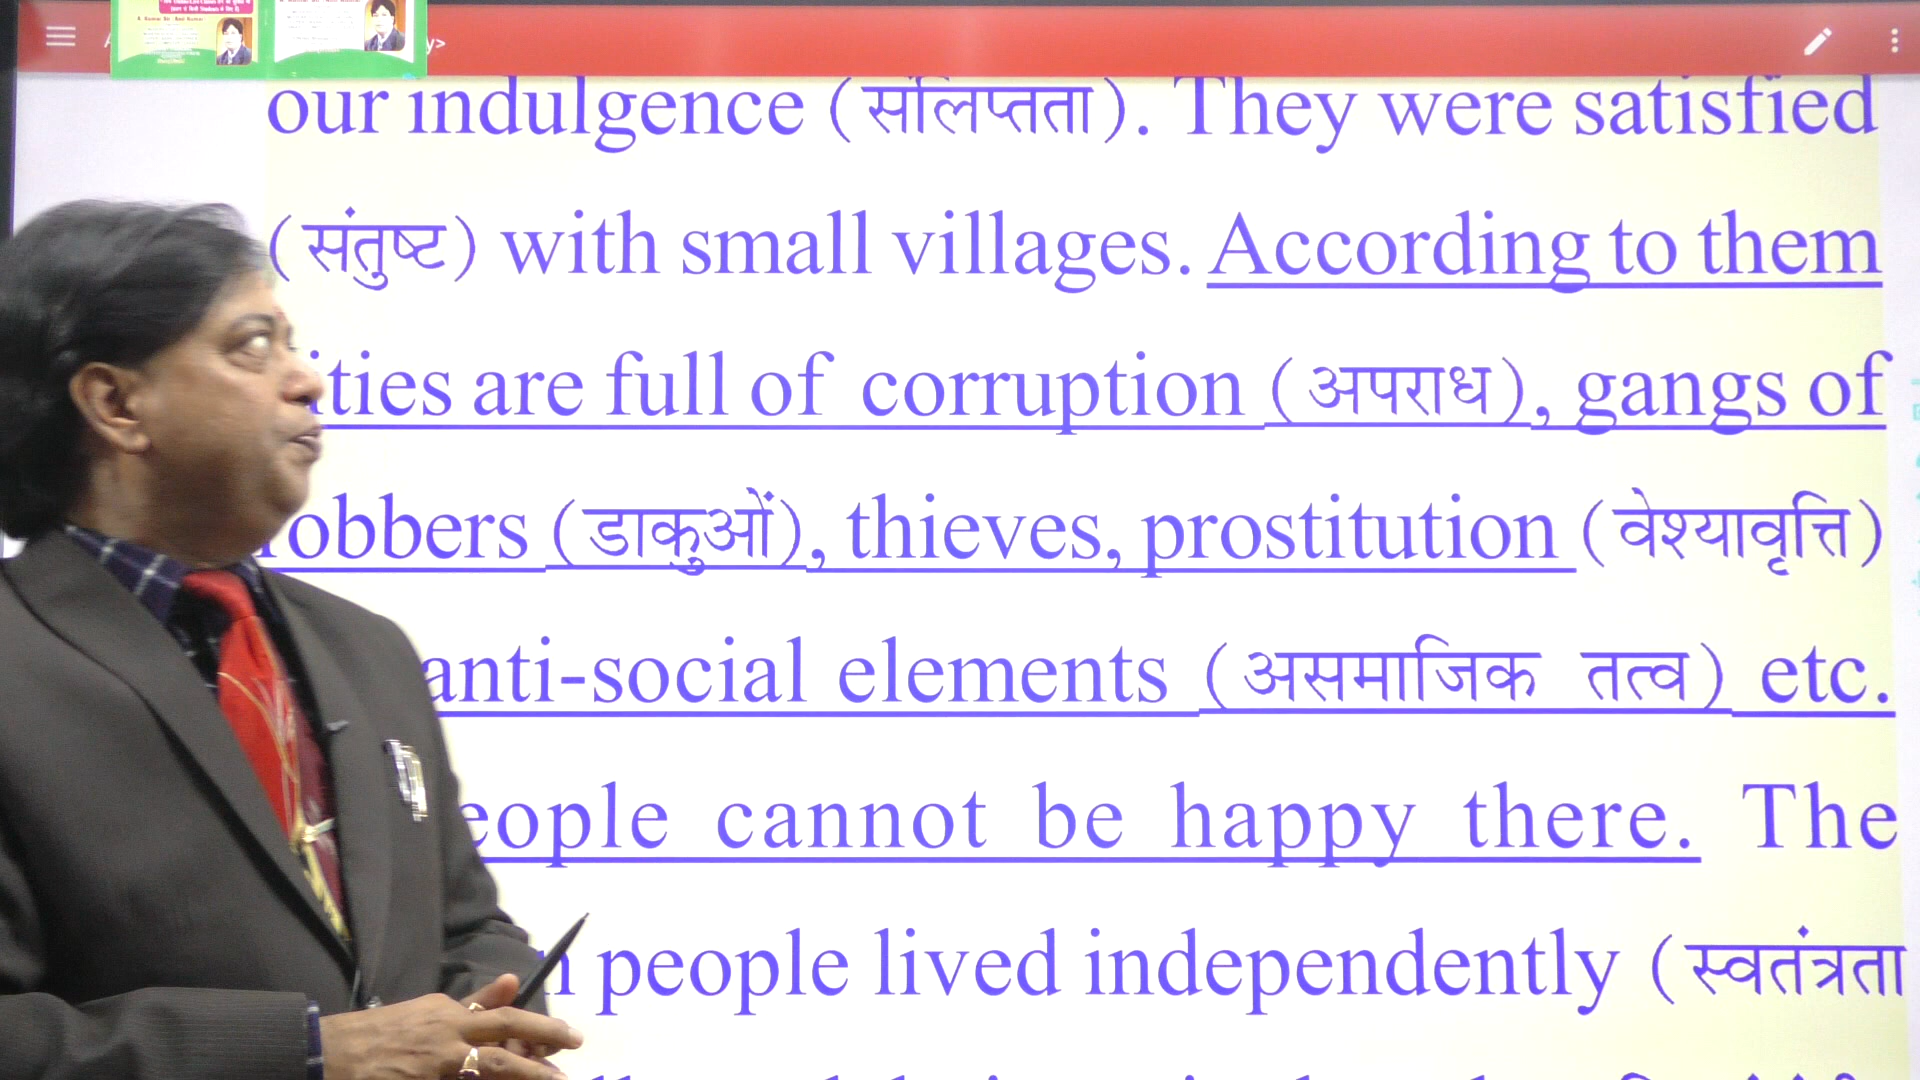 our indulgence (संलिप्तता). They were satisfied
(संतुष्ट) with small villages. According to them
ities are full of corruption (अपराध), gangs of
obbers (डाकुओं), thieves, prostitution (वेश्यावृत्ति)
anti-social elements (असमाजिक तत्व) etc.
eople cannot be happy there. The
n people lived independently (स्वतंत्रता